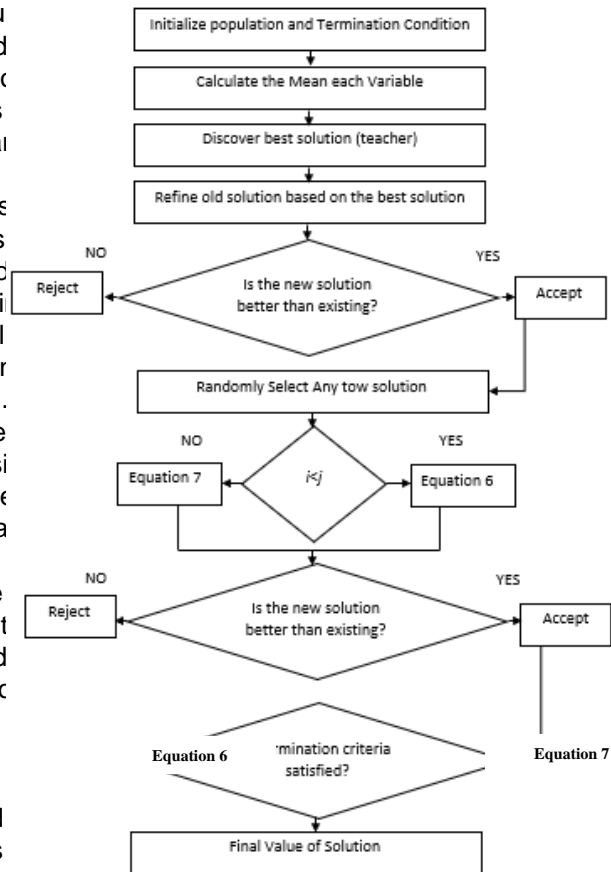 Initialize population and Termination Condition
Calculate the Mean each Variable
Discover best solution (teacher)
Refine old solution based on the best solution
NO
YES
Reject
Is the new solution
better than existing?
Accept
Randomly Select Any tow solution
NO
YES
Equation 7
i<j
Equation 6
NO
YES
Reject
Is the new solution
better than existing?
Accept
Equation 6
rmination criteria
satisfied?
Equation 7
Final Value of Solution